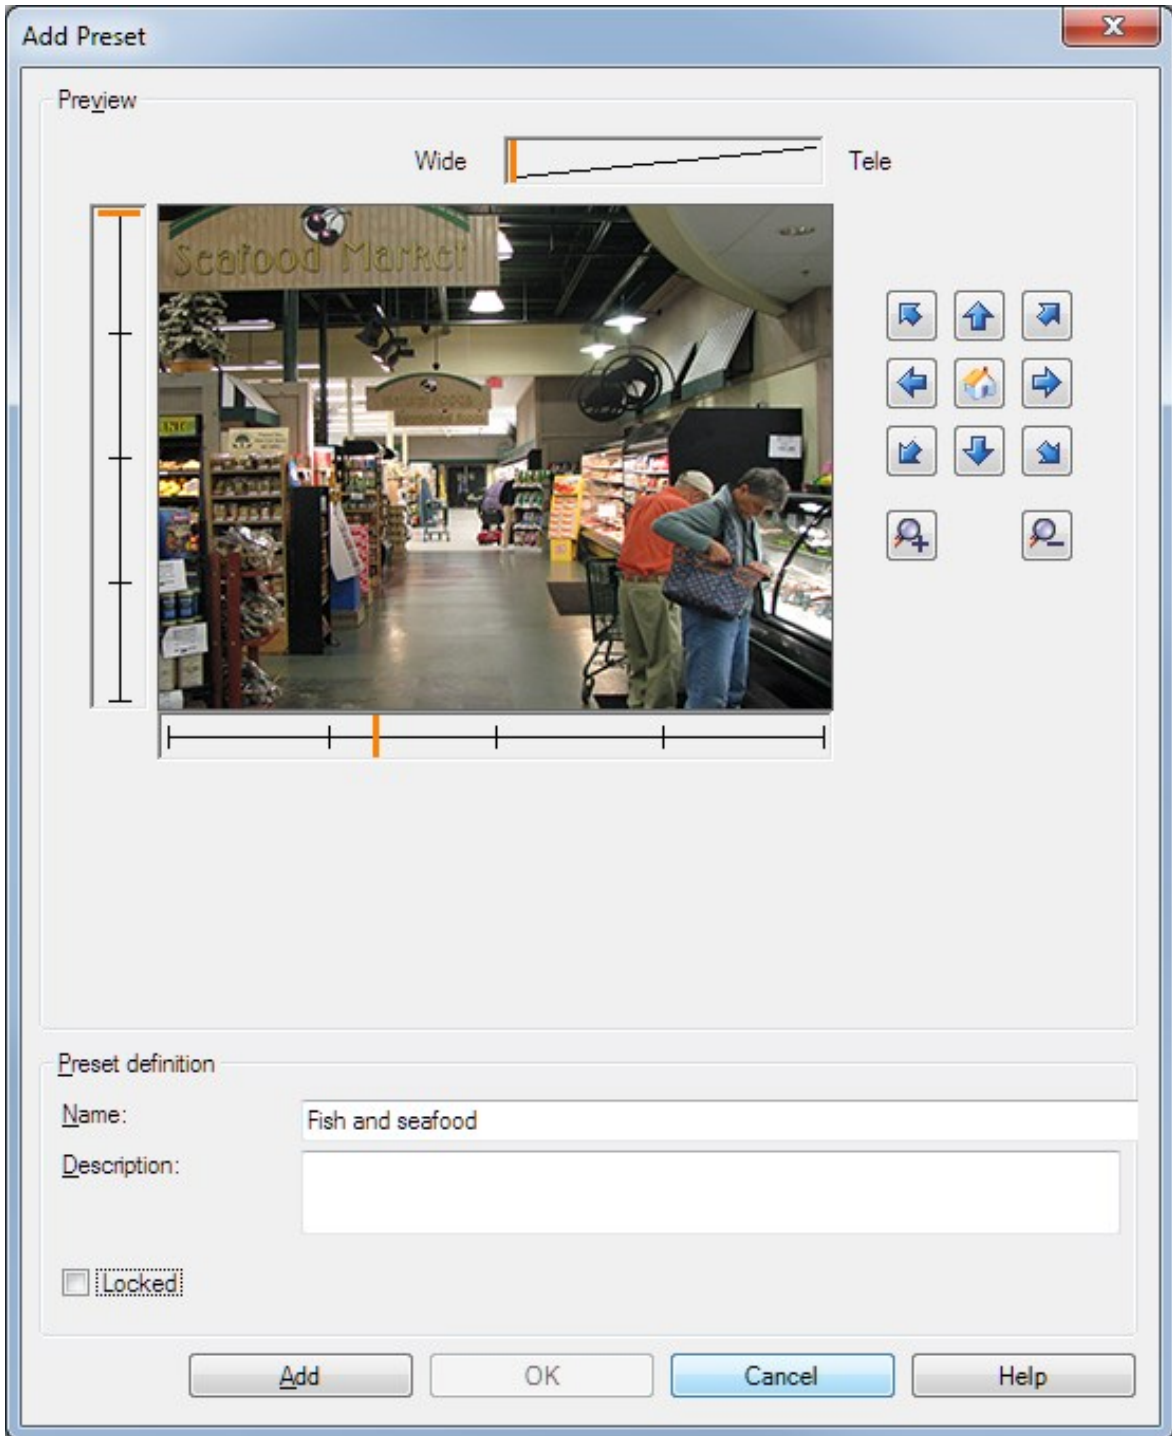 Add Preset
Preview
Wide
Tele
Seafood Market
Preset definition
Name:
Fish and seafood
Description:
Locked
Add
OK
Cancel
Help